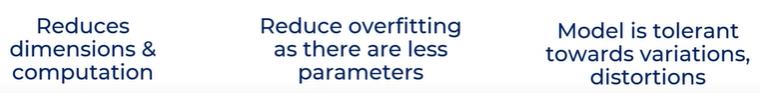 Reduces
dimensions &
computation
Reduce overfitting
as there are less
parameters
Model is tolerant
towards variations,
distortions